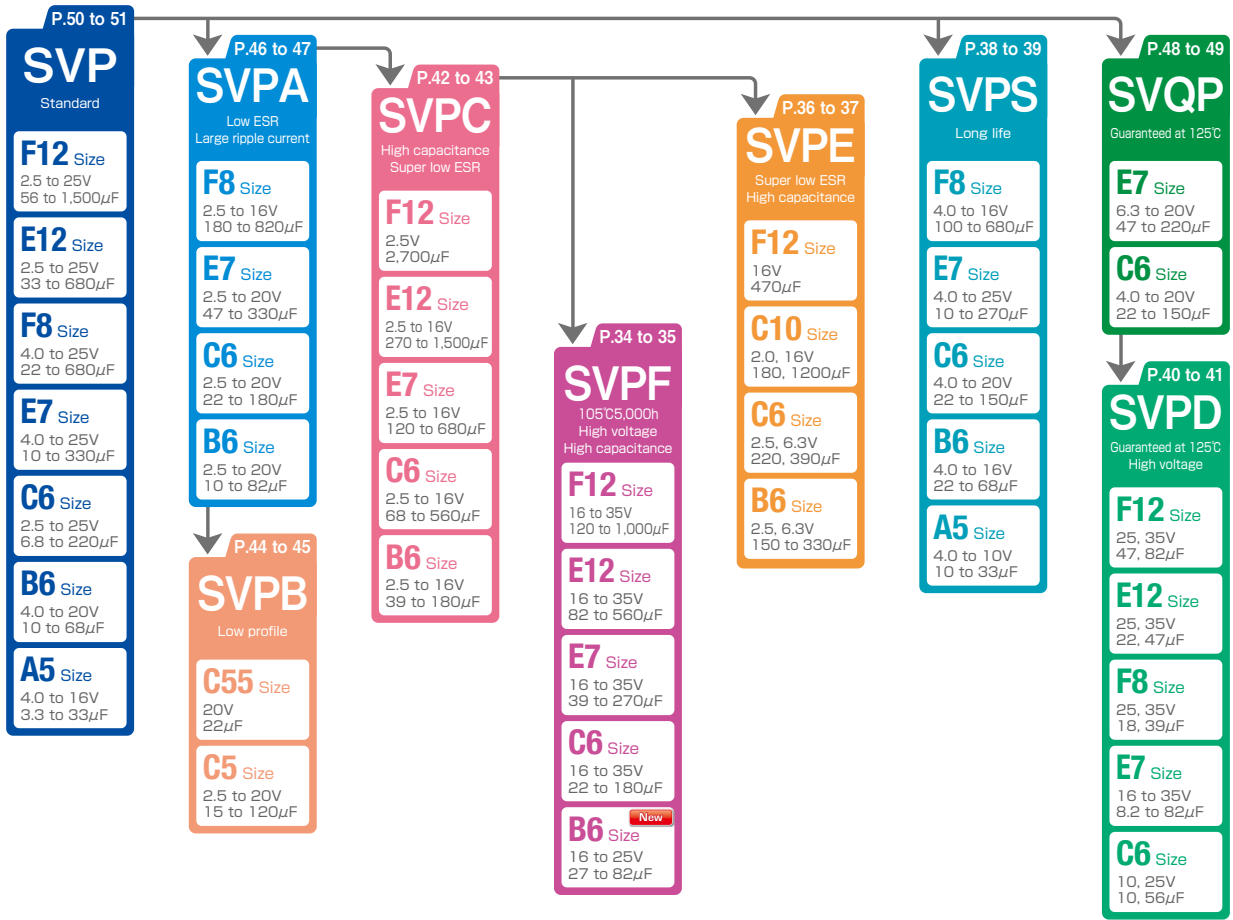 P.50 to 51
SVP
Standard
F12 Size
2.5 to 25V
56 to 1,500μF
E12 Size
2.5 to 25V
33 to 680μF
F8 Size
4.0 to 25V
22 to 680μF
E7 Size
4.0 to 25V
10 to 330μF
C6 Size
2.5 to 25V
6.8 to 220μF
B6 Size
4.0 to 20V
10 to 68μF
A5 Size
4.0 to 16V
3.3 to 33μF
P.46 to 47
SVPA
Low ESR
Large ripple current
F8 Size
2.5 to 16V
180 to 820μF
E7 Size
2.5 to 20V
47 to 330μF
C6 Size
2.5 to 20V
22 to 180μF
B6 Size
2.5 to 20V
10 to 82μF
P.44 to 45
SVPB
Low profile
C55 Size
20V
22μF
C5 Size
2.5 to 20V
15 to 120μF
P.42 to 43
SVPC
High capacitance
Super low ESR
F12 Size
2.5V
2,700μF
E12 Size
2.5 to 16V
270 to 1,500μF
E7 Size
2.5 to 16V
120 to 680μF
C6 Size
2.5 to 16V
68 to 560μF
B6 Size
2.5 to 16V
39 to 180μF
P.34 to 35
SVPF
105℃5,000h
High voltage
High capacitance
F12 Size
16 to 35V
120 to 1,000μF
E12 Size
16 to 35V
82 to 560μF
E7 Size
16 to 35V
39 to 270μF
C6 Size
16 to 35V
22 to 180μF
New
B6 Size
16 to 25V
27 to 82μF
P.36 to 37
SVPE
Super low ESR
High capacitance
F12 Size
16V
470μF
C10 Size
2.0, 16V
180, 1200μF
C6 Size
2.5, 6.3V
220, 390μF
B6 Size
2.5, 6.3V
150 to 330μF
P.38 to 39
SVPS
Long life
F8 Size
4.0 to 16V
100 to 680μF
E7 Size
4.0 to 25V
10 to 270μF
C6 Size
4.0 to 20V
22 to 150μF
B6 Size
4.0 to 16V
22 to 68μF
A5 Size
4.0 to 10V
10 to 33μF
P.48 to 49
SVQP
Guaranteed at 125℃
E7 Size
6.3 to 20V
47 to 220μF
C6 Size
4.0 to 20V
22 to 150μF
P.40 to 41
SVPD
Guaranteed at 125℃
High voltage
F12 Size
25, 35V
47, 82μF
E12 Size
25, 35V
22, 47μF
F8 Size
25, 35V
18, 39μF
E7 Size
16 to 35V
8.2 to 82μF
C6 Size
10, 25V
10, 56μF